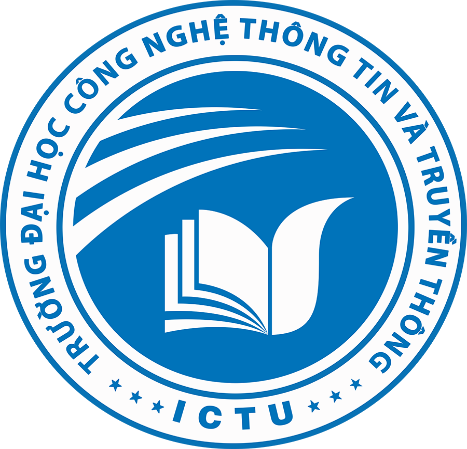 TRƯỜNG ĐẠI HỌC CÔNG NGHỆ THÔNG TIN VÀ TRUYỀN THÔNG
ICTU